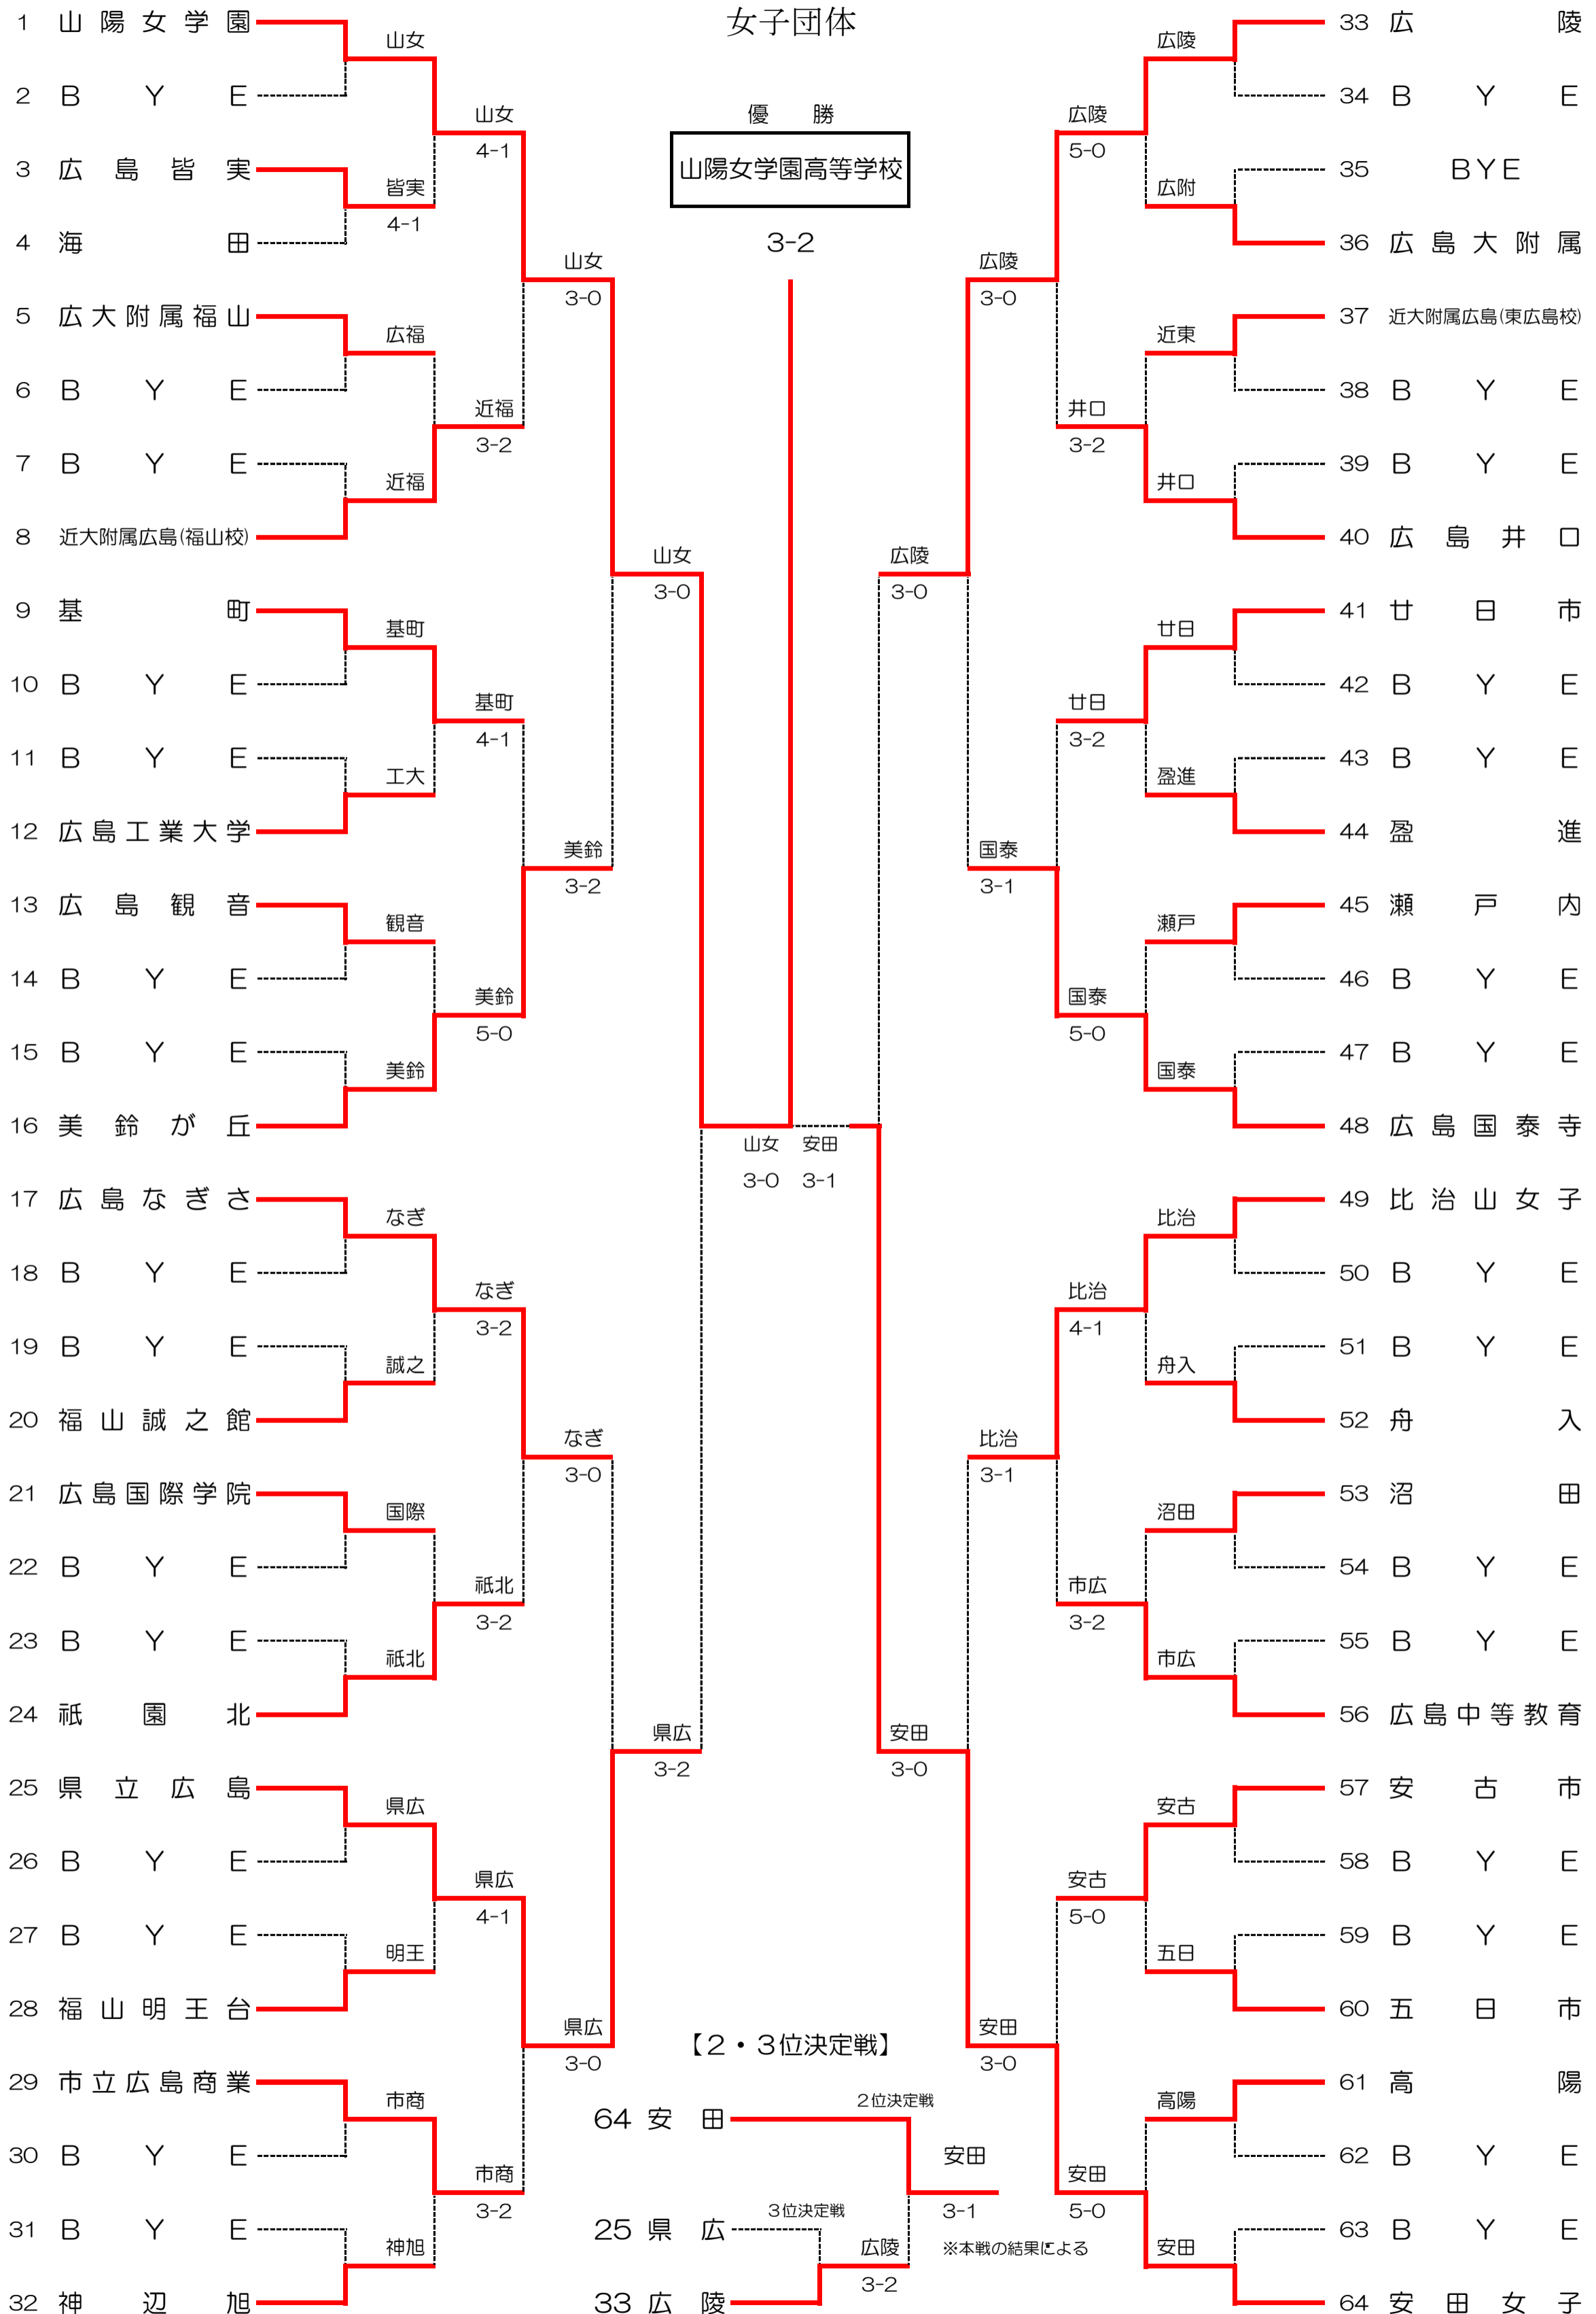 女子団体
優 勝
山陽女学園高等学校
3-2
1 山陽女学園
2 BYE
3 広島皆実
4 海田
5 広大附属福山
6 BYE
7 BYE
8 近大附属広島(福山校)
9 基町
10 BYE
11 BYE
12 広島工業大学
13 広島観音
14 BYE
15 BYE
16 美鈴が丘
17 広島なぎさ
18 BYE
19 BYE
20 福山誠之館
21 広島国際学院
22 BYE
23 BYE
24 祇園北
25 県立広島
26 BYE
27 BYE
28 福山明王台
29 市立広島商業
30 BYE
31 BYE
32 神辺旭
山女
皆実
4-1
広福
近福
基町
工大
観音
美鈴
なぎ
誠之
国際
祇北
県広
明王
市商
神旭
山女
4-1
近福
3-2
基町
4-1
美鈴
5-0
なぎ
3-2
祇北
3-2
県広
4-1
市商
3-2
山女
3-0
美鈴
3-2
なぎ
3-0
県広
3-0
山女
3-0
県広
3-2
山女
3-0
安田
3-1
広陵
3-0
安田
3-0
広陵
3-0
国泰
3-1
比治
3-1
安田
3-0
広陵
5-0
井口
3-2
廿日
3-2
国泰
5-0
比治
4-1
市広
3-2
安古
5-0
安田
5-0
広陵
広附
近東
井口
廿日
盈進
瀬戸
国泰
比治
舟入
沼田
市広
安古
五日
高陽
安田
33 広陵
34 BYE
35 BYE
36 広島大附属
37 近大附属広島(東広島校)
38 BYE
39 BYE
40 広島井口
41 廿日市
42 BYE
43 BYE
44 盈進
45 瀬戸内
46 BYE
47 BYE
48 広島国泰寺
49 比治山女子
50 BYE
51 BYE
52 舟入
53 沼田
54 BYE
55 BYE
56 広島中等教育
57 安古市
58 BYE
59 BYE
60 五日市
61 高陽
62 BYE
63 BYE
64 安田女子
【2・3位決定戦】
2位決定戦
64 安田
安田
3-1
3位決定戦
25 県広
※本戦の結果による
広陵
3-2
33 広陵